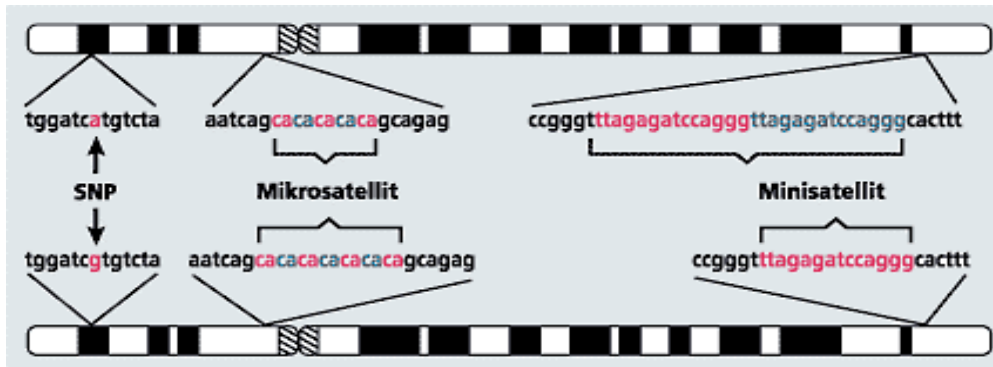 tggatcatgtcta aatcagcacacacacagcagag ccgggtttagagatccagggttagagatccagggcacttt
SNP Mikrosatellit Minisatellit
tggatcgtgtcta aatcagcacacacacacacagcagag ccgggtttagagatccagggcacttt